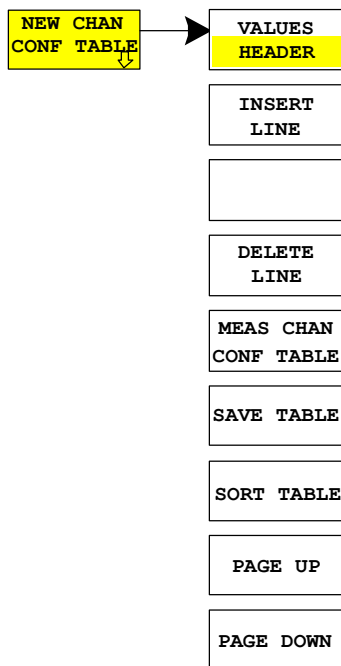 NEW CHAN
CONF TABLE
VALUES
HEADER
INSERT
LINE
DELETE
LINE
MEAS CHAN
CONF TABLE
SAVE TABLE
SORT TABLE
PAGE UP
PAGE DOWN